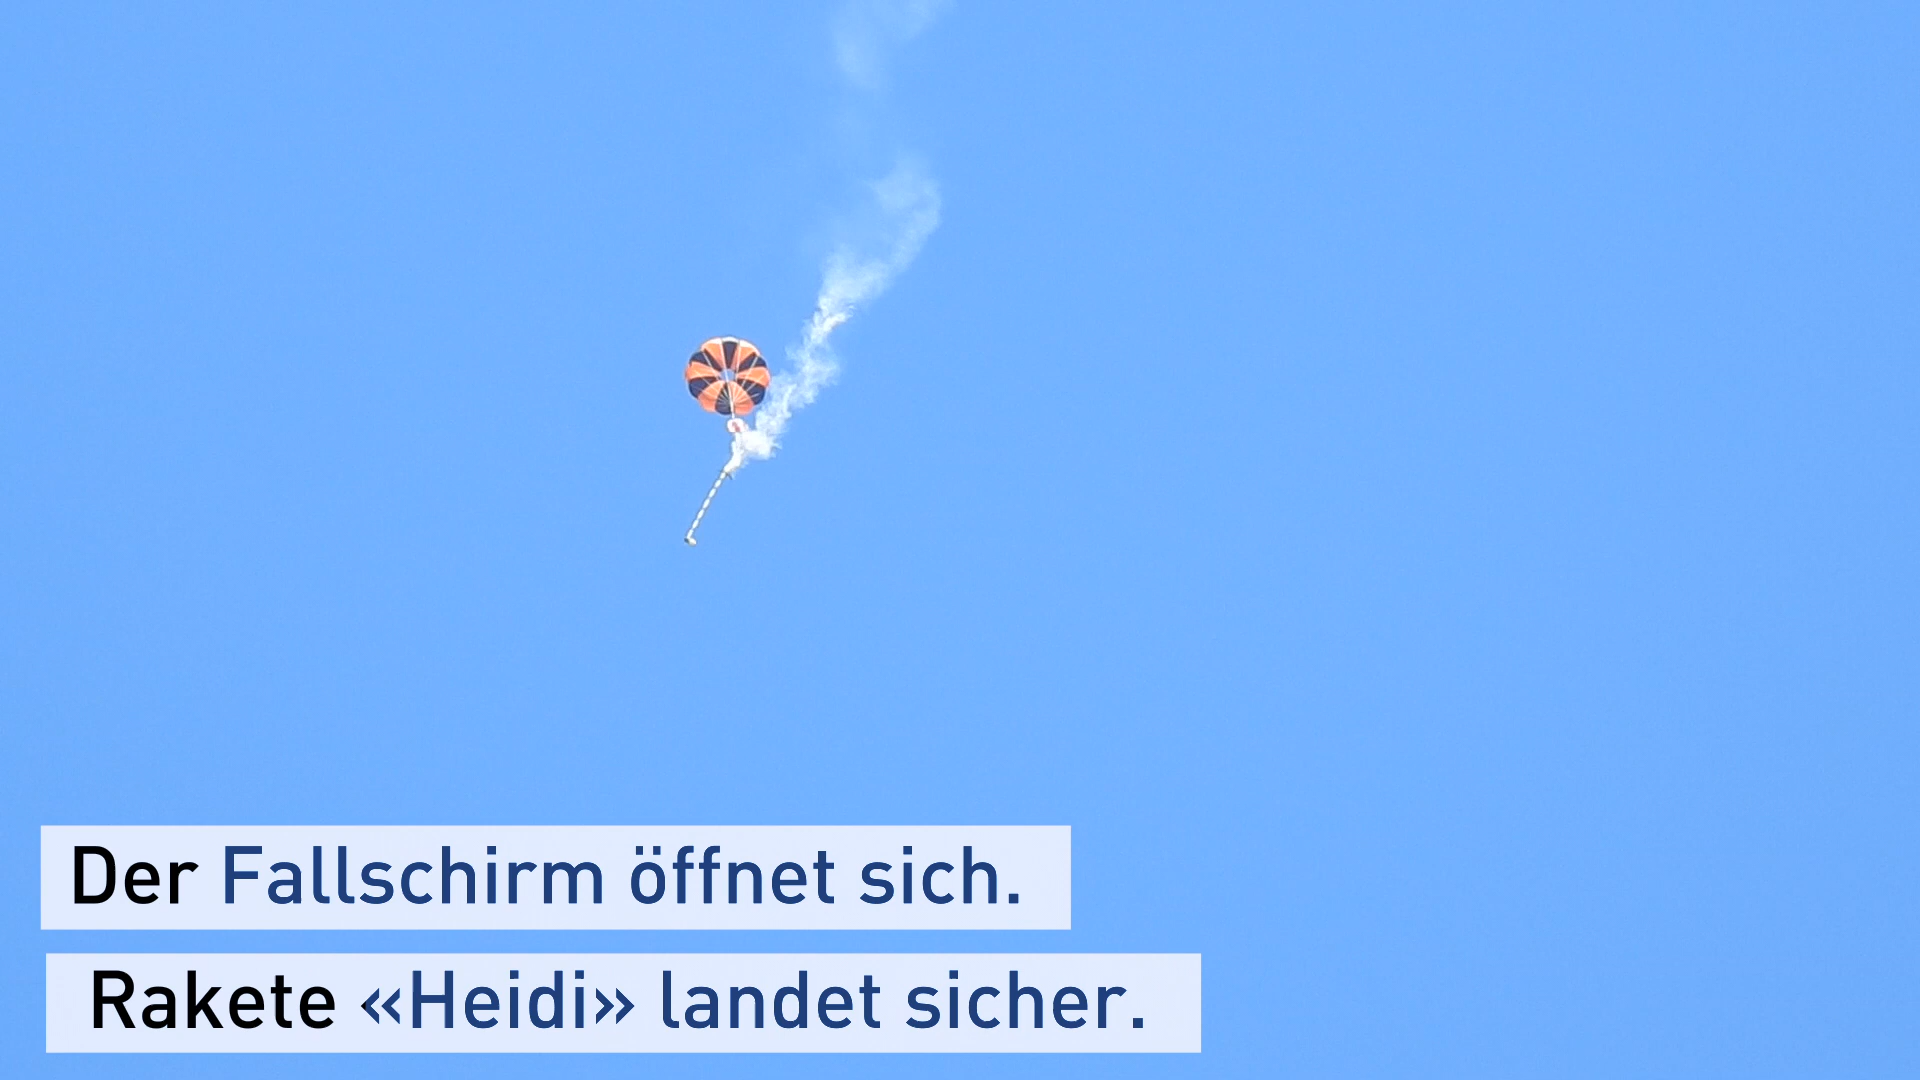 Der Fallschirm öffnet sich.
Rakete «Heidi» landet sicher.